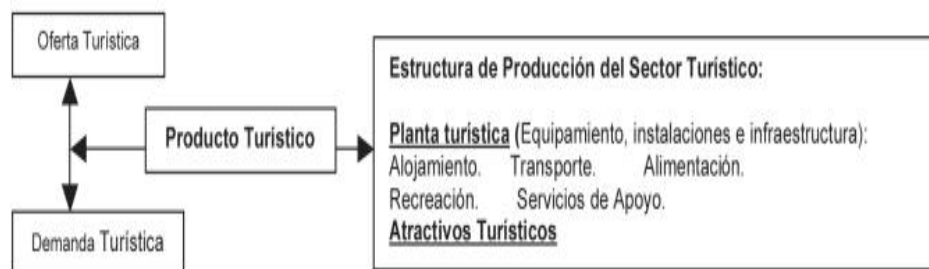 Oferta Turística
Producto Turístico
Demanda Turística
Estructura de Producción del Sector Turístico:
Planta turística (Equipamiento, instalaciones e infraestructura):
Alojamiento. Transporte. Alimentación.
Recreación. Servicios de Apoyo.
Atractivos Turísticos